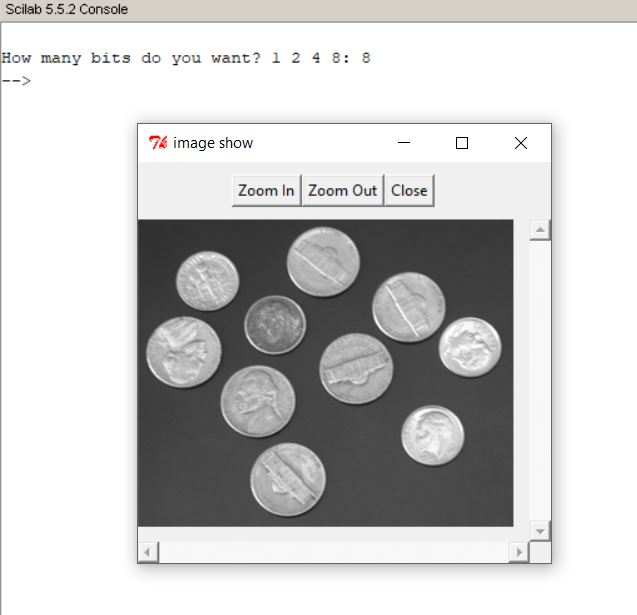 Scilab 5.5.2 Console
How many bits do you want? 1 2 4 8: 8
-->
image show
Zoom In Zoom Out Close